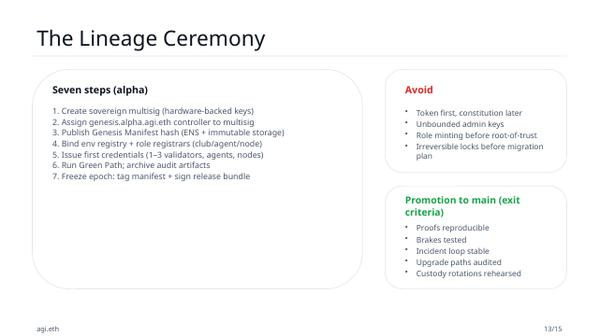 The Lineage Ceremony
Seven steps (alpha)
1. Create sovereign multisig (hardware-backed keys)
2. Assign genesis.alpha.agi.eth controller to multisig
3. Publish Genesis Manifest hash (ENS + immutable storage)
4. Bind env registry + role registrars (club/agent/node)
5. Issue first credentials (1–3 validators, agents, nodes)
6. Run Green Path; archive audit artifacts
7. Freeze epoch: tag manifest + sign release bundle
Avoid
• Token first, constitution later
• Unbounded admin keys
• Role minting before root-of-trust
• Irreversible locks before migration
plan
Promotion to main (exit
criteria)
• Proofs reproducible
• Brakes tested
• Incident loop stable
• Upgrade paths audited
• Custody rotations rehearsed
agi.eth
13/15